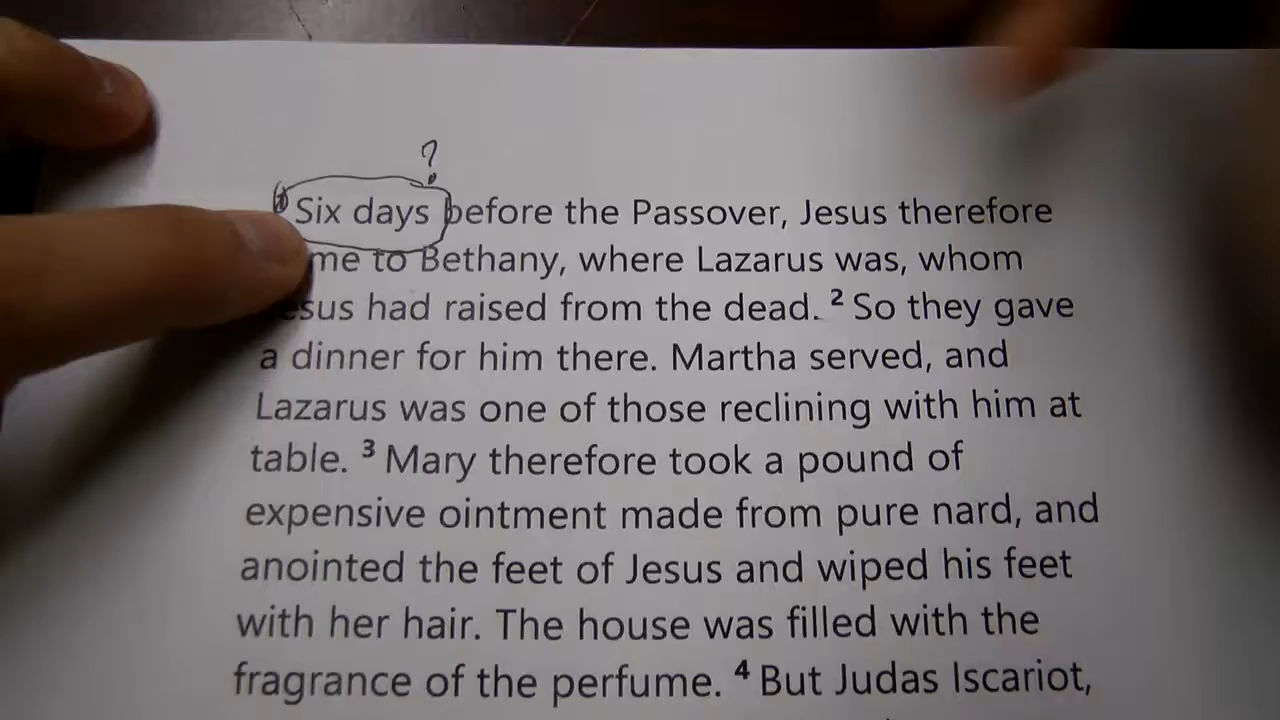 ?
Six days before the Passover, Jesus therefore
me to Bethany, where Lazarus was, whom
esus had raised from the dead. 2 So they gave
a dinner for him there. Martha served, and
Lazarus was one of those reclining with him at
table. 3 Mary therefore took a pound of
expensive ointment made from pure nard, and
anointed the feet of Jesus and wiped his feet
with her hair. The house was filled with the
fragrance of the perfume. 4 But Judas Iscariot,